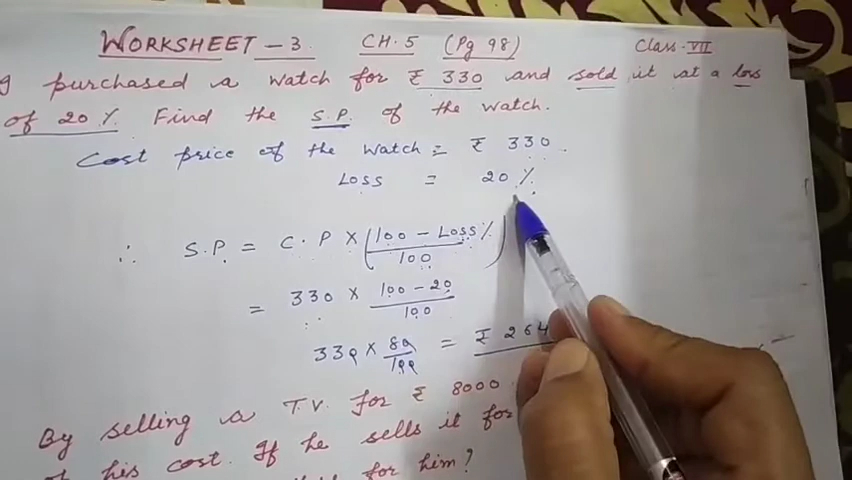 WORKSHEET - 3. CH. 5 (Pg 98) Class - VII
purchased a watch for ₹ 330 and sold it at a loss
of 20 %. Find the S.P. of the watch.
Cost price of the watch = ₹ 330.
Loss = 20 %
∴ S.P = C.P × (100 - Loss % / 100)
= 330 × 100 - 20 / 100
330 × 80 / 100 = ₹ 264
By selling a T.V. for ₹ 8000
of his cost. If he sells it for
for him?